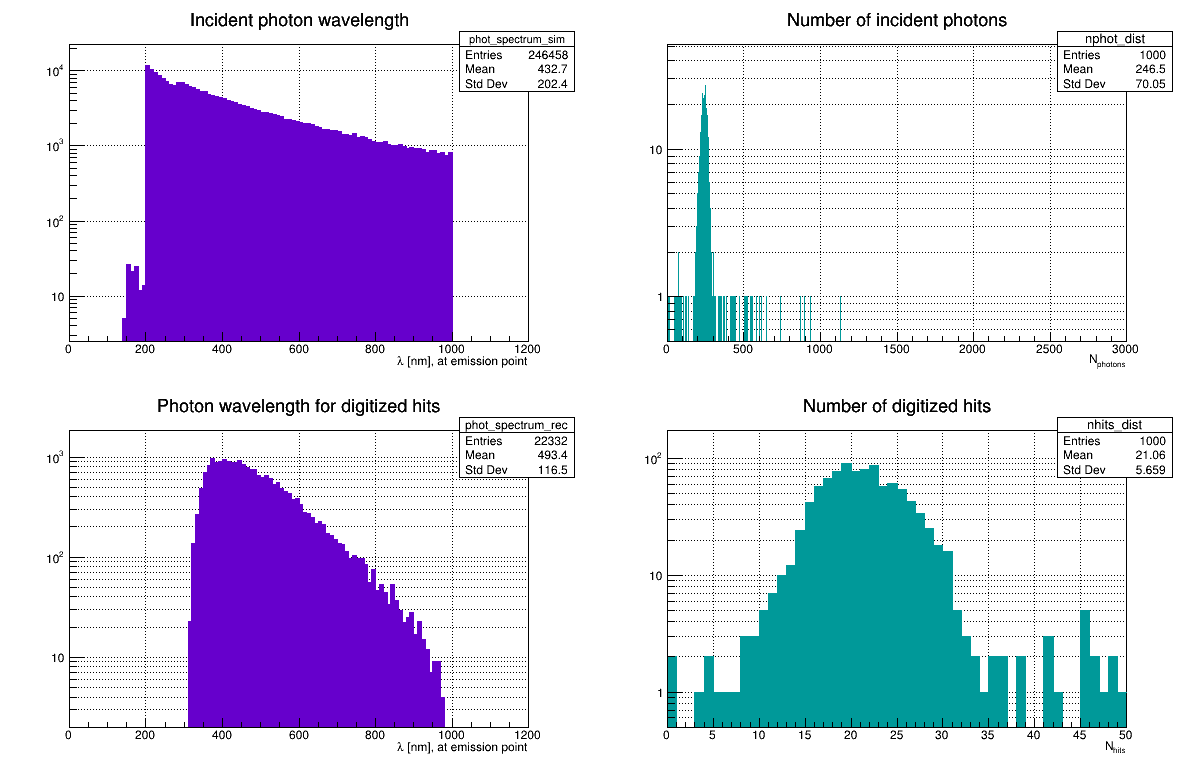 Incident photon wavelength
phot_spectrum_sim
Entries 246458
Mean 432.7
Std Dev 202.4
10⁴
10³
10²
10
0 200 400 600 800 1000 1200
λ [nm], at emission point
Number of incident photons
nphot_dist
Entries 1000
Mean 246.5
Std Dev 70.05
10
1
0 500 1000 1500 2000 2500 3000
Nphotons
Photon wavelength for digitized hits
phot_spectrum_rec
Entries 22332
Mean 493.4
Std Dev 116.5
10³
10²
10
0 200 400 600 800 1000 1200
λ [nm], at emission point
Number of digitized hits
nhits_dist
Entries 1000
Mean 21.06
Std Dev 5.659
10²
10
1
0 5 10 15 20 25 30 35 40 45 50
Nhits